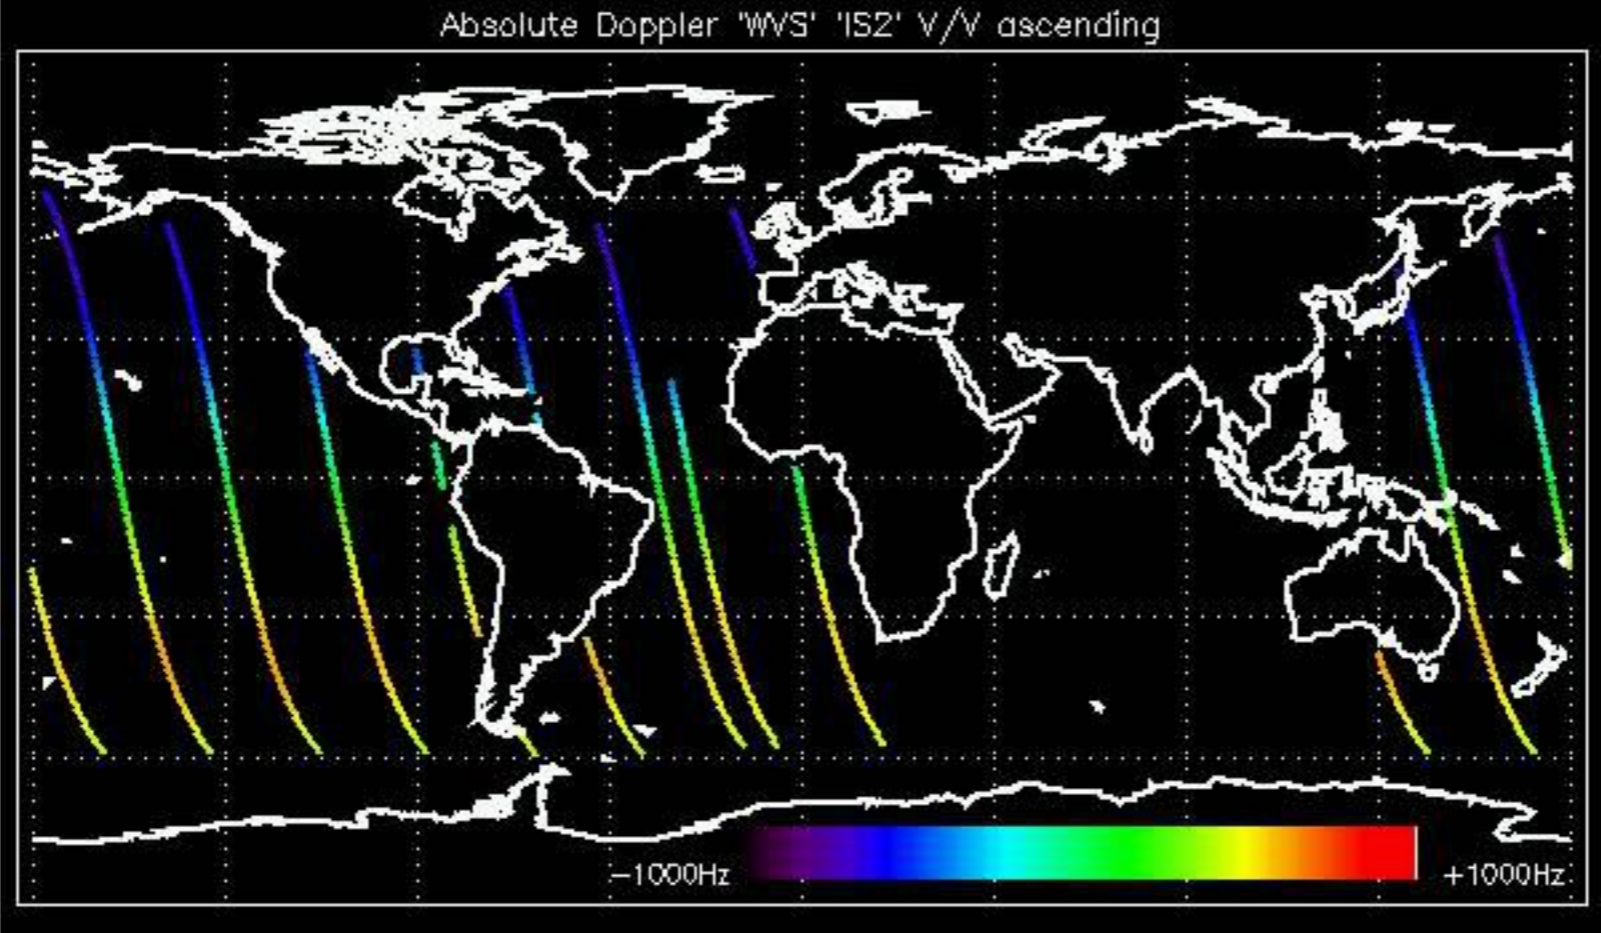 Absolute Doppler 'WVS' 'IS2' V/V ascending
-1000Hz +1000Hz